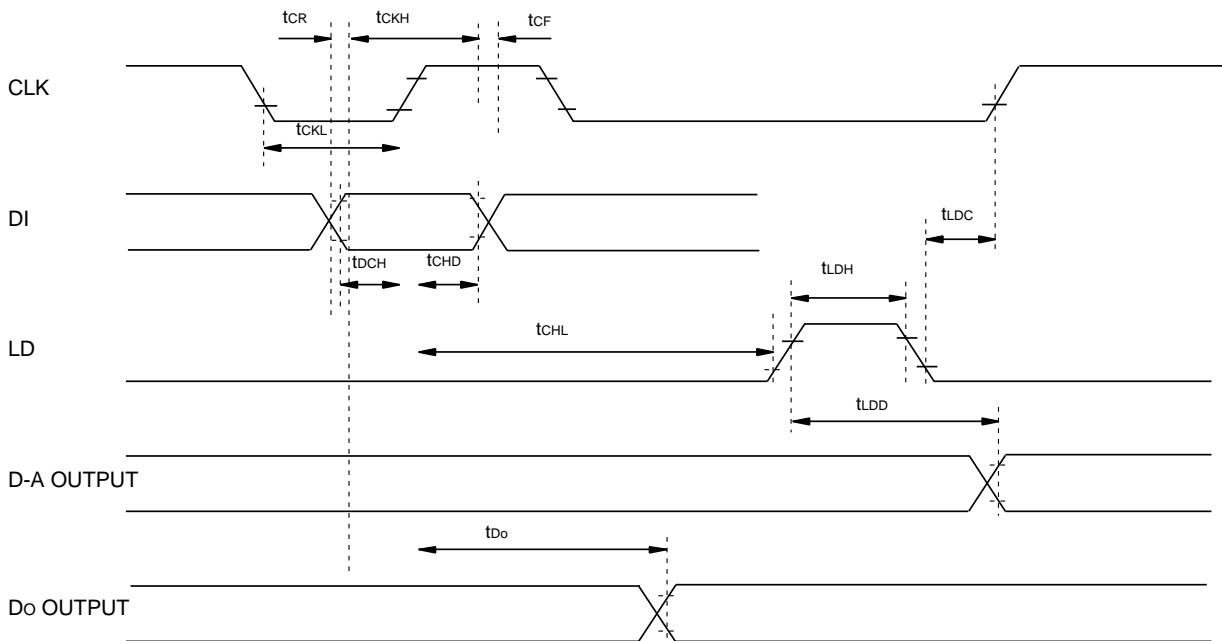 tCR
tCKH
tCF
CLK
tCKL
DI
tDCH
tCHD
tLDC
tLDH
tCHL
LD
tLDD
D-A OUTPUT
tDo
Do OUTPUT